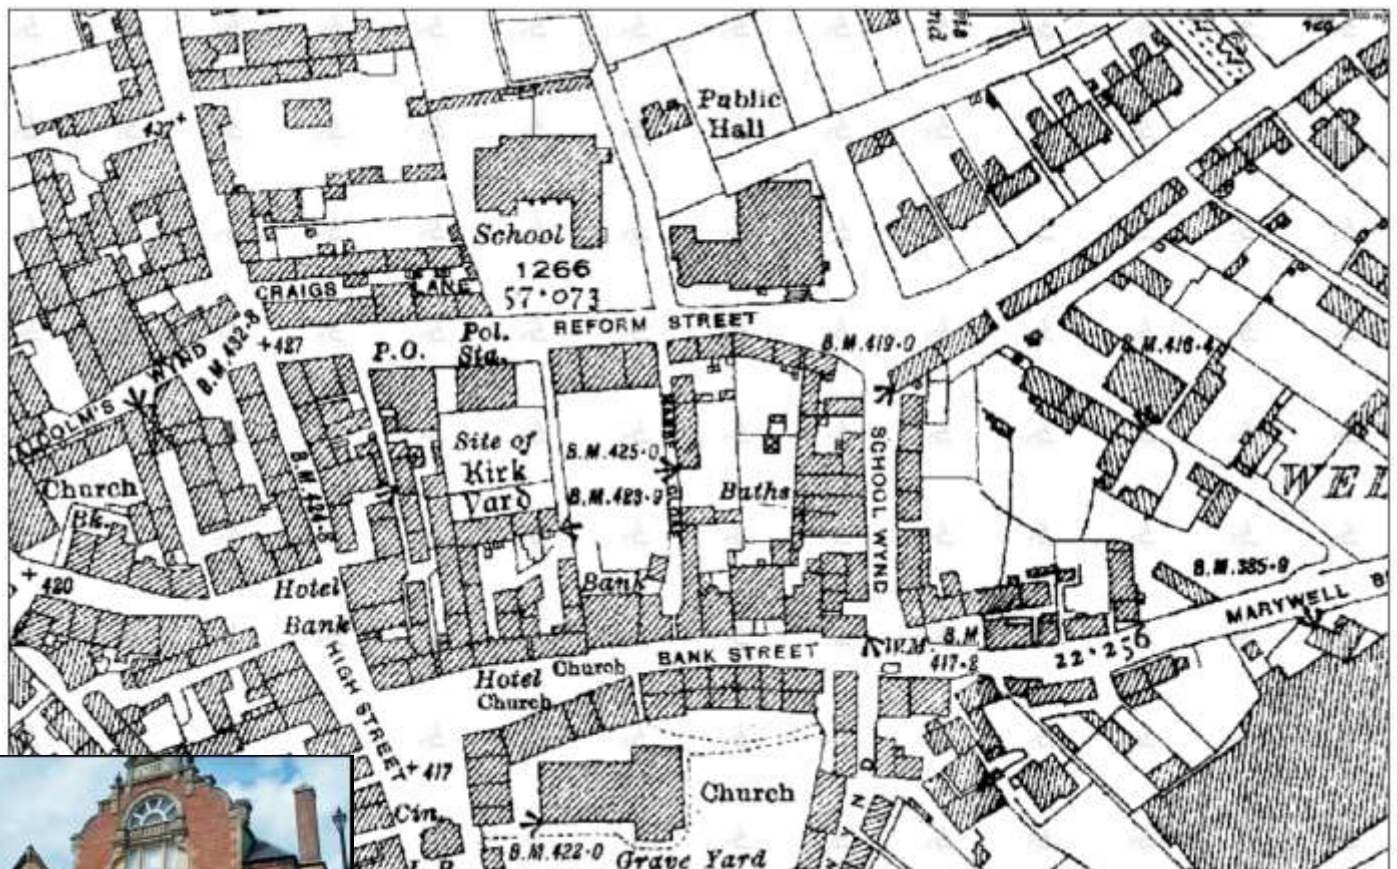 Public
Hall
437
School
1266
57·073
CRAIGS LANE
REFORM STREET
Pol.
Sta.
P.O.
WYND
B.M.432·8
427
B.M.419·0
B.M.416·4
Site of
Kirk
Yard
B.M.425·0
B.M.423·9
B.M.424·8
Baths
SCHOOL WYND
Church
Bk.
420
Hotel
Bank
Bank
B.M.385·9
MARYWELL
W.M.
B.M.
417·2
22·256
BANK STREET
Church
Hotel
Church
HIGH STREET
417
Cin.
Church
B.M.422·0
Grave Yard